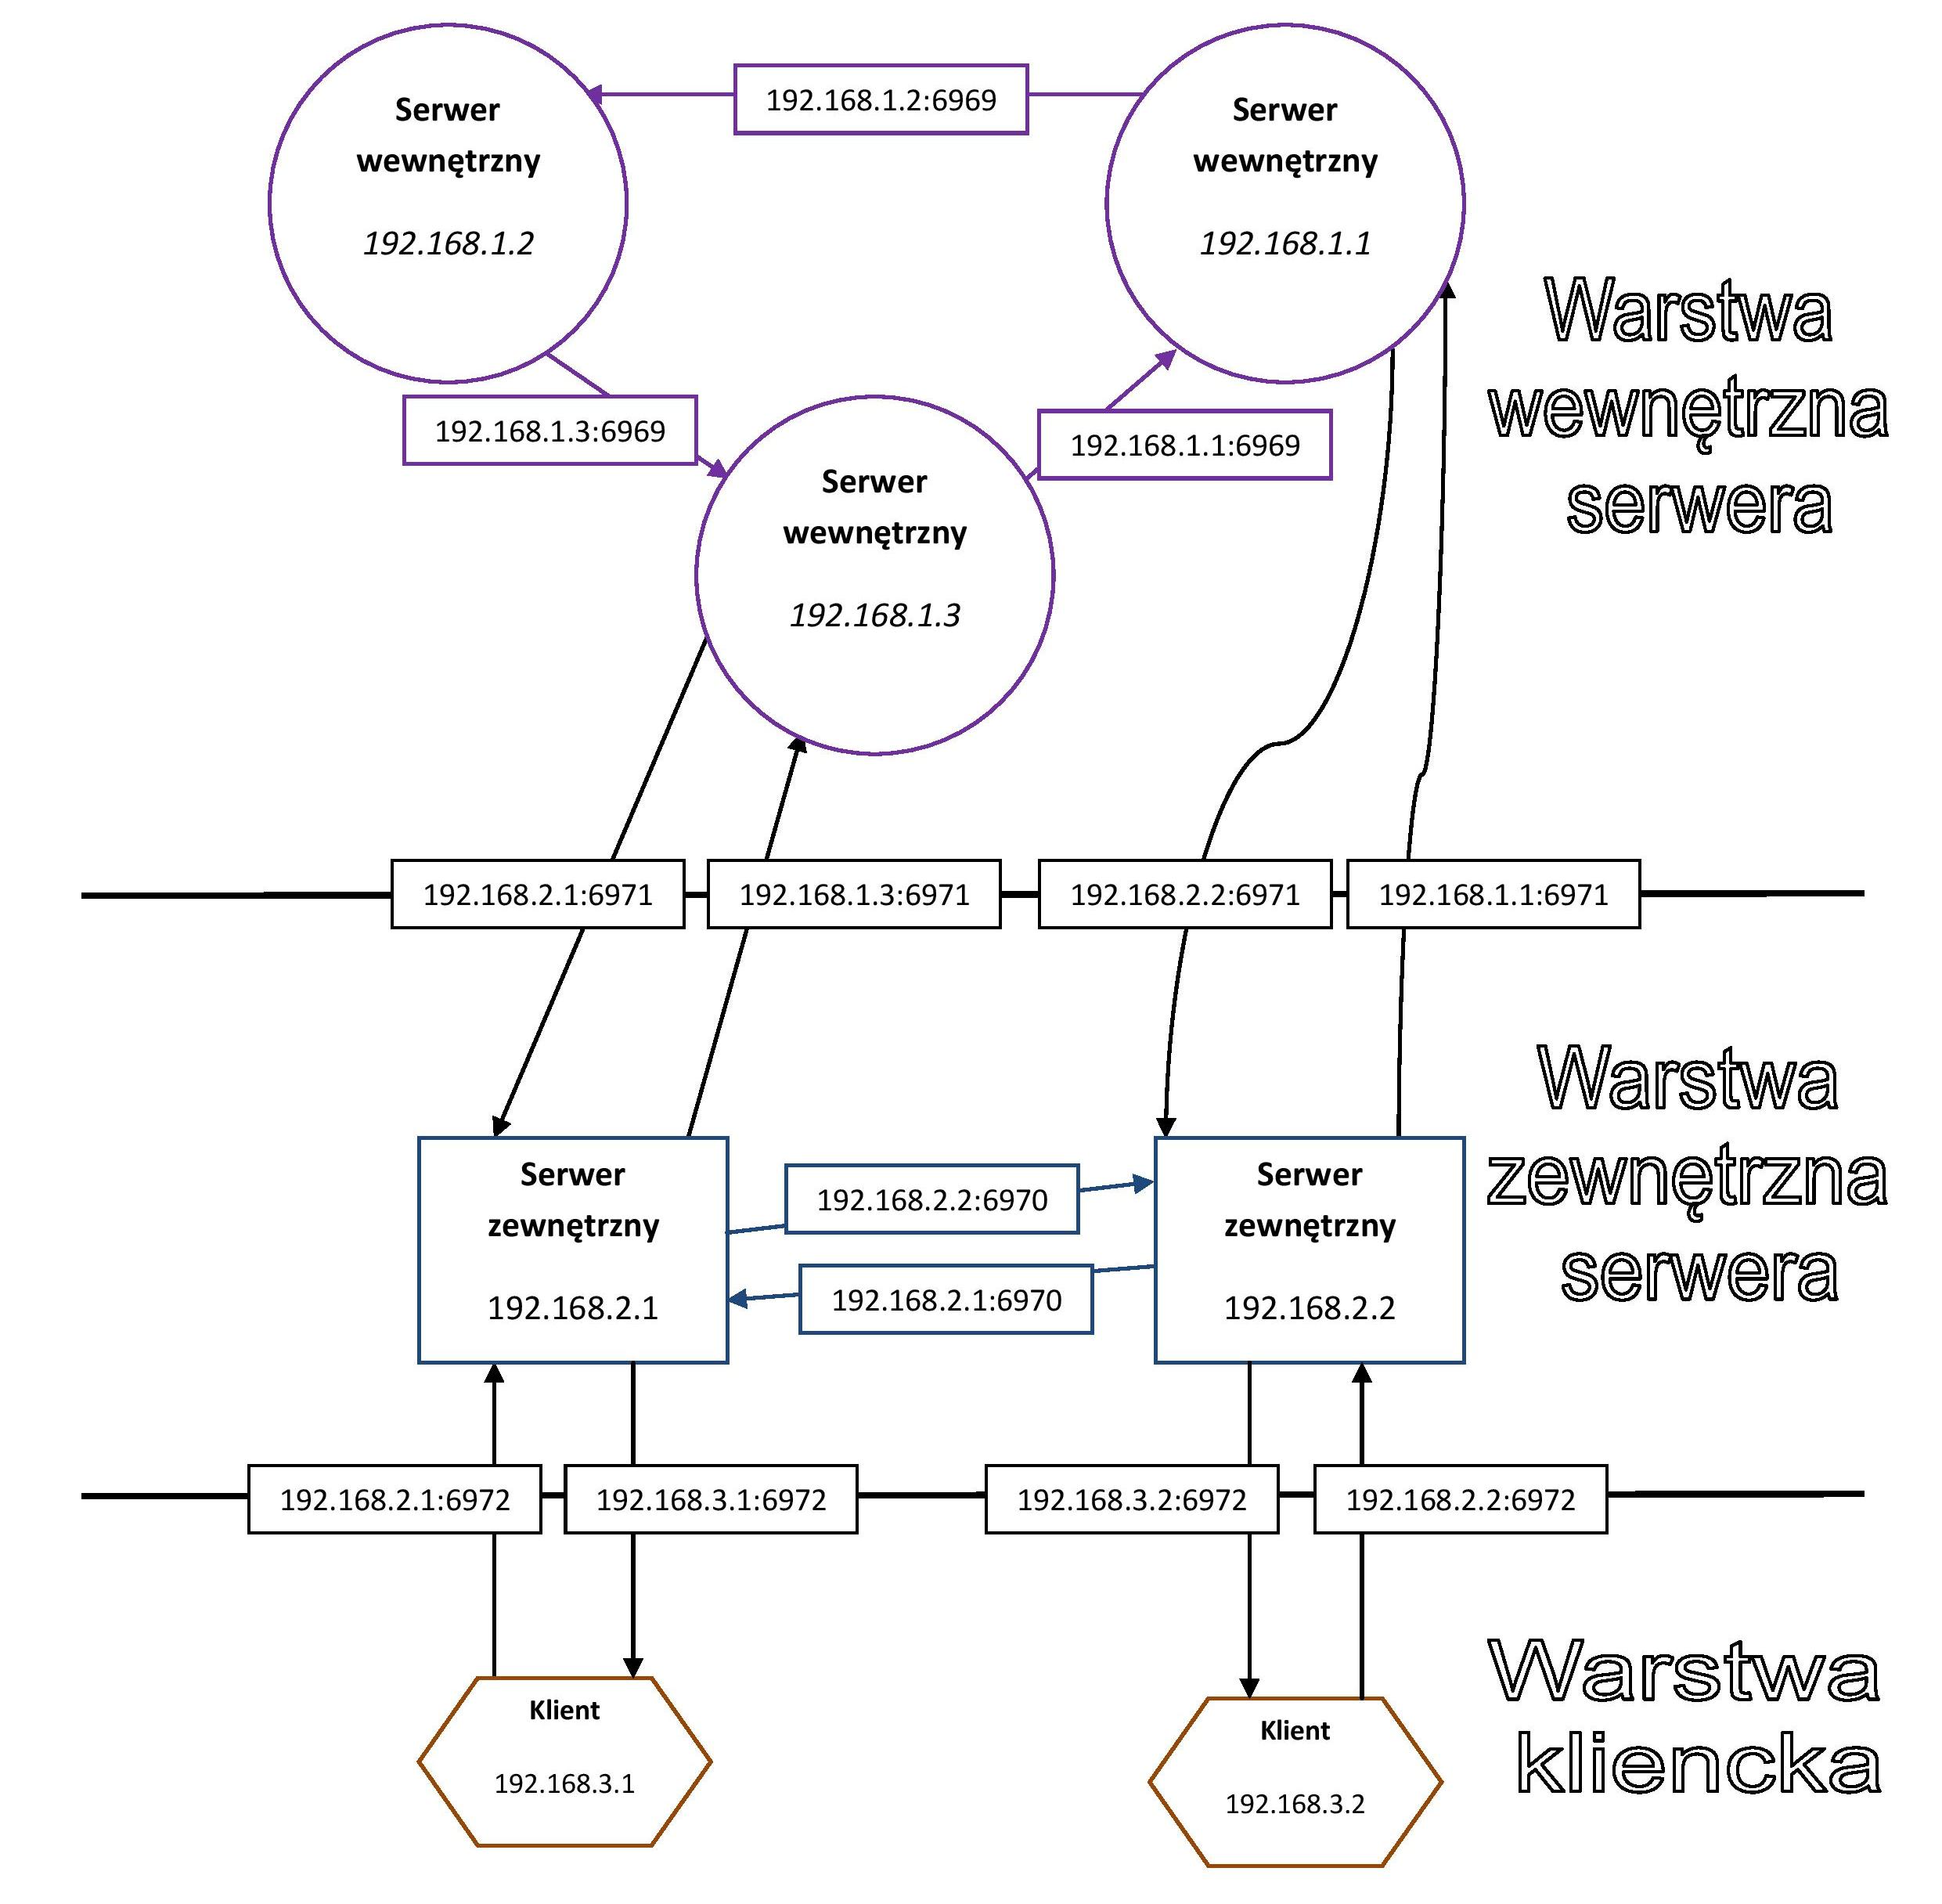 Serwer
wewnętrzny
192.168.1.2
192.168.1.2:6969
Serwer
wewnętrzny
192.168.1.1
Warstwa
wewnętrzna
serwera
192.168.1.3:6969
192.168.1.1:6969
Serwer
wewnętrzny
192.168.1.3
192.168.2.1:6971
192.168.1.3:6971
192.168.2.2:6971
192.168.1.1:6971
Serwer
zewnętrzny
192.168.2.1
192.168.2.2:6970
192.168.2.1:6970
Serwer
zewnętrzny
192.168.2.2
Warstwa
zewnętrzna
serwera
192.168.2.1:6972
192.168.3.1:6972
192.168.3.2:6972
192.168.2.2:6972
Klient
192.168.3.1
Klient
192.168.3.2
Warstwa
kliencka